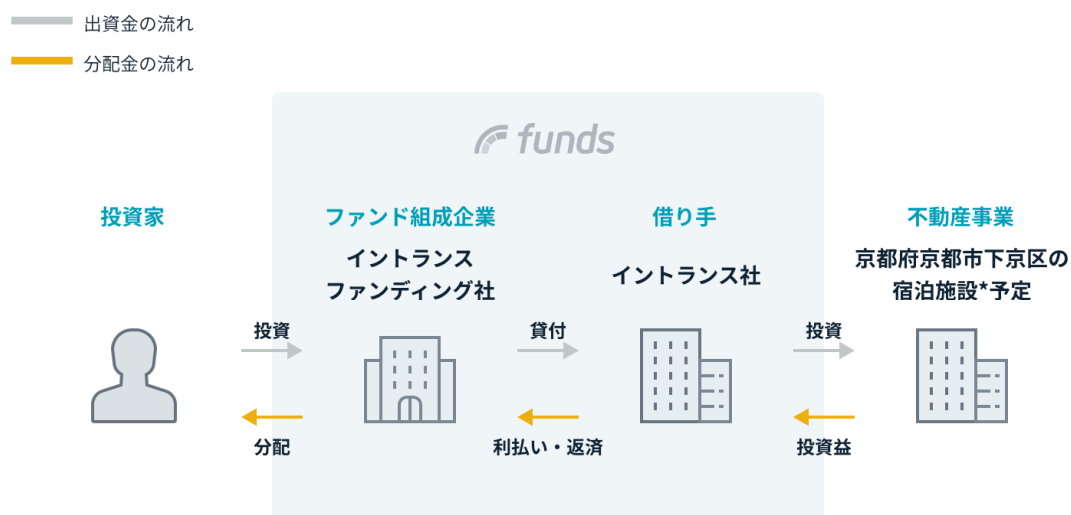 出資金の流れ
分配金の流れ
funds
投資家
ファンド組成企業
借り手
不動産事業
イントランス
ファンディング社
イントランス社
京都府京都市下京区の
宿泊施設*予定
投資
貸付
投資
分配
利払い・返済
投資益